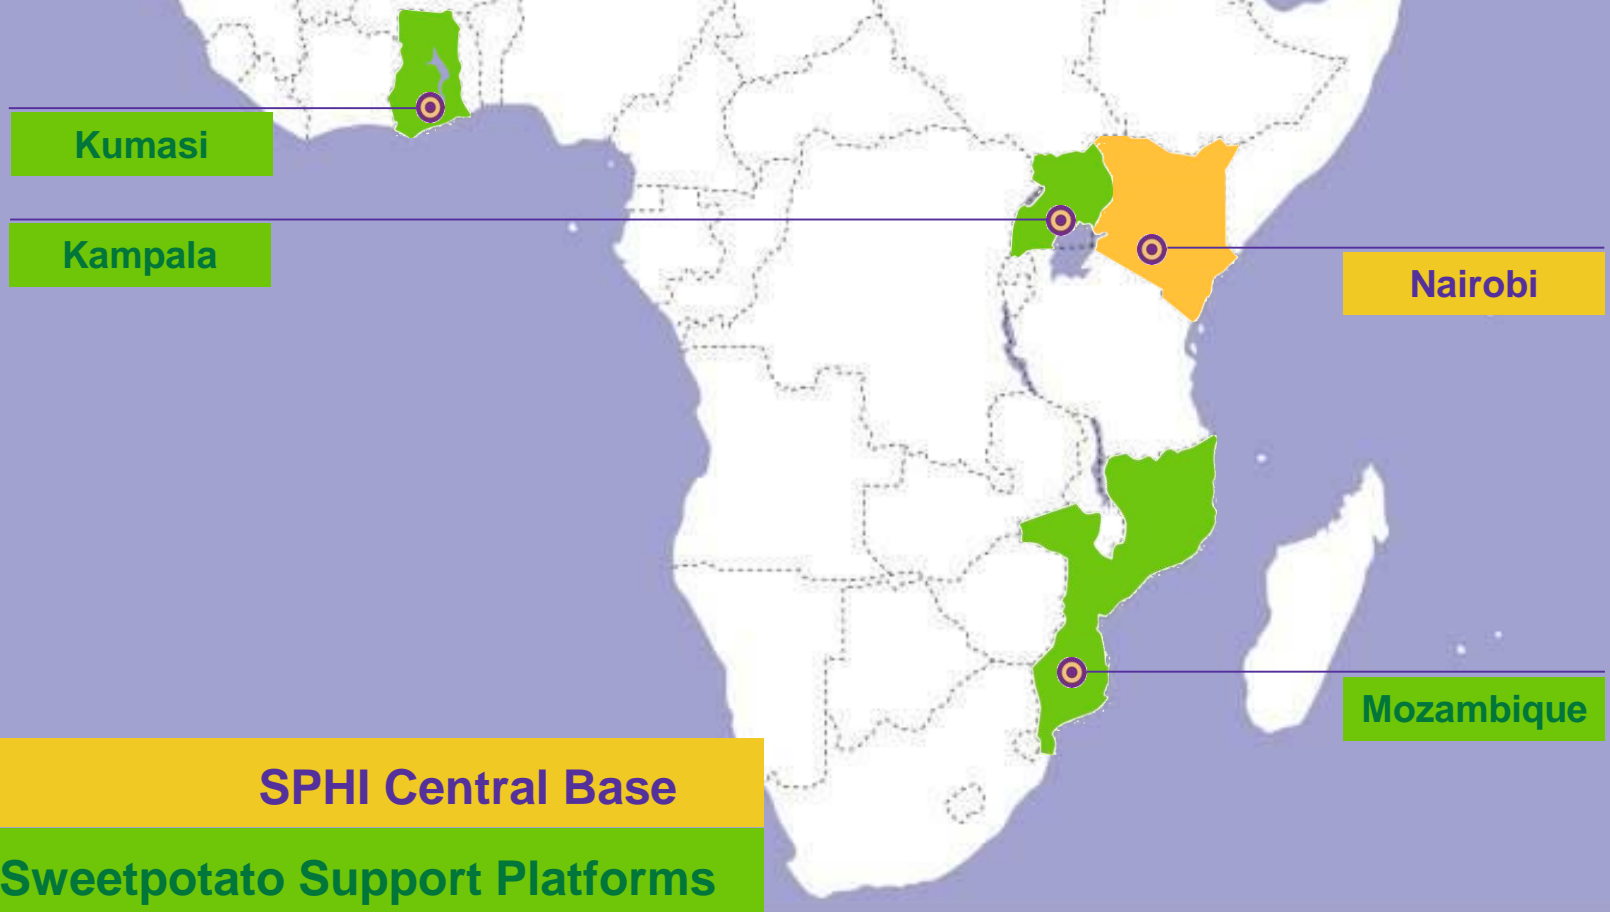 Kumasi
Kampala
Nairobi
Mozambique
SPHI Central Base
Sweetpotato Support Platforms